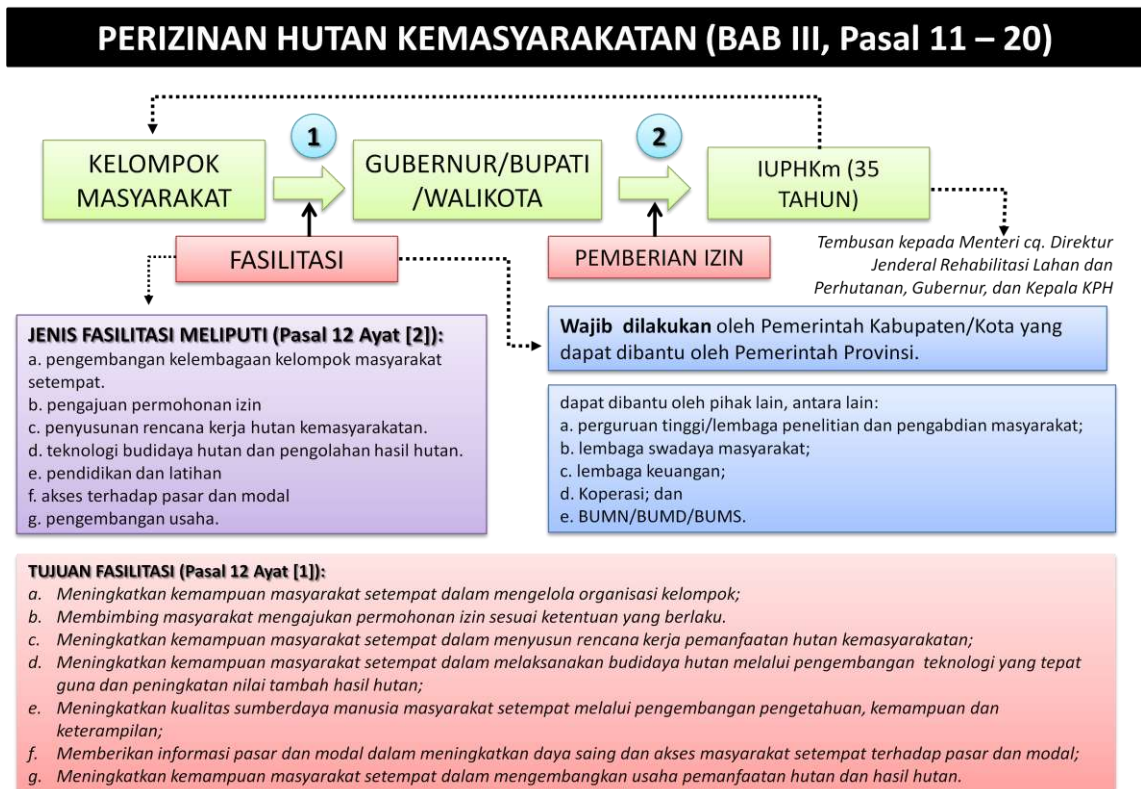 PERIZINAN HUTAN KEMASYARAKATAN (BAB III, Pasal 11 – 20)
1
2
KELOMPOK
MASYARAKAT
GUBERNUR/BUPATI
/WALIKOTA
IUPHKm (35
TAHUN)
FASILITASI
PEMBERIAN IZIN
Tembusan kepada Menteri cq. Direktur
Jenderal Rehabilitasi Lahan dan
Perhutanan, Gubernur, dan Kepala KPH
JENIS FASILITASI MELIPUTI (Pasal 12 Ayat [2]):
a. pengembangan kelembagaan kelompok masyarakat
setempat.
b. pengajuan permohonan izin
c. penyusunan rencana kerja hutan kemasyarakatan.
d. teknologi budidaya hutan dan pengolahan hasil hutan.
e. pendidikan dan latihan
f. akses terhadap pasar dan modal
g. pengembangan usaha.
Wajib dilakukan oleh Pemerintah Kabupaten/Kota yang
dapat dibantu oleh Pemerintah Provinsi.
dapat dibantu oleh pihak lain, antara lain:
a. perguruan tinggi/lembaga penelitian dan pengabdian masyarakat;
b. lembaga swadaya masyarakat;
c. lembaga keuangan;
d. Koperasi; dan
e. BUMN/BUMD/BUMS.
TUJUAN FASILITASI (Pasal 12 Ayat [1]):
a. Meningkatkan kemampuan masyarakat setempat dalam mengelola organisasi kelompok;
b. Membimbing masyarakat mengajukan permohonan izin sesuai ketentuan yang berlaku.
c. Meningkatkan kemampuan masyarakat setempat dalam menyusun rencana kerja pemanfaatan hutan kemasyarakatan;
d. Meningkatkan kemampuan masyarakat setempat dalam melaksanakan budidaya hutan melalui pengembangan teknologi yang tepat
guna dan peningkatan nilai tambah hasil hutan;
e. Meningkatkan kualitas sumberdaya manusia masyarakat setempat melalui pengembangan pengetahuan, kemampuan dan
keterampilan;
f. Memberikan informasi pasar dan modal dalam meningkatkan daya saing dan akses masyarakat setempat terhadap pasar dan modal;
g. Meningkatkan kemampuan masyarakat setempat dalam mengembangkan usaha pemanfaatan hutan dan hasil hutan.